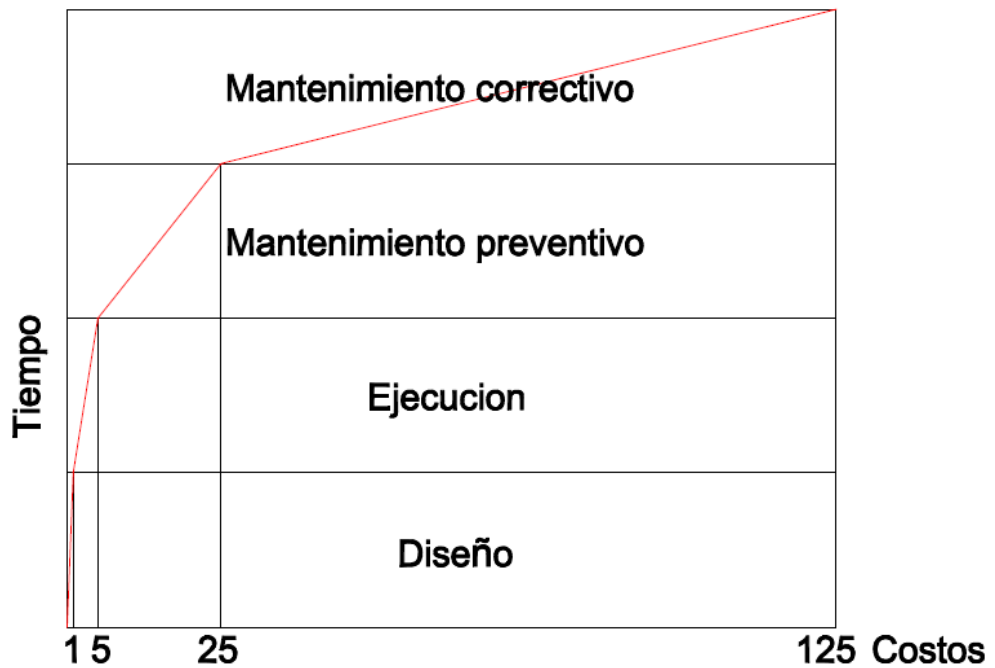 Mantenimiento correctivo
Mantenimiento preventivo
Tiempo
Ejecucion
Diseño
1 5 25 125 Costos